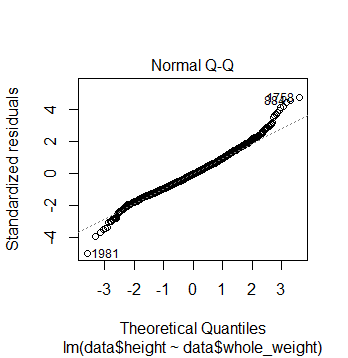 Normal Q-Q
Standardized residuals
4
2
0
-2
-4
1758
884
1981
-3 -2 -1 0 1 2 3
Theoretical Quantiles
lm(data$height ~ data$whole_weight)